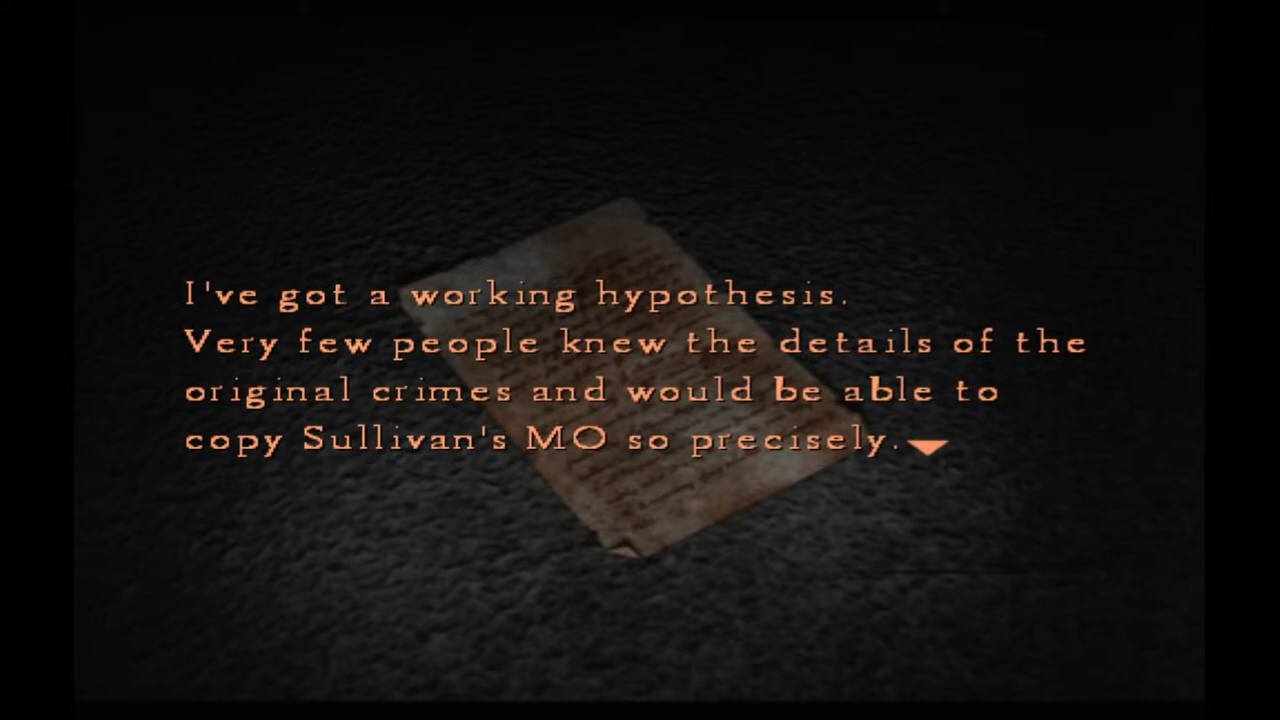 I've got a working hypothesis.
Very few people knew the details of the
original crimes and would be able to
copy Sullivan's MO so precisely.